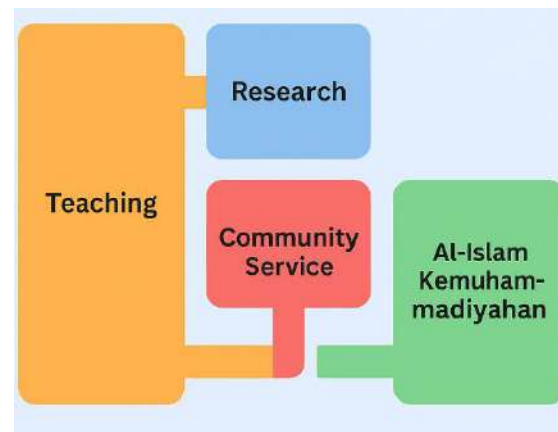 Teaching
Research
Community
Service
Al-Islam
Kemuham-
madiyahan